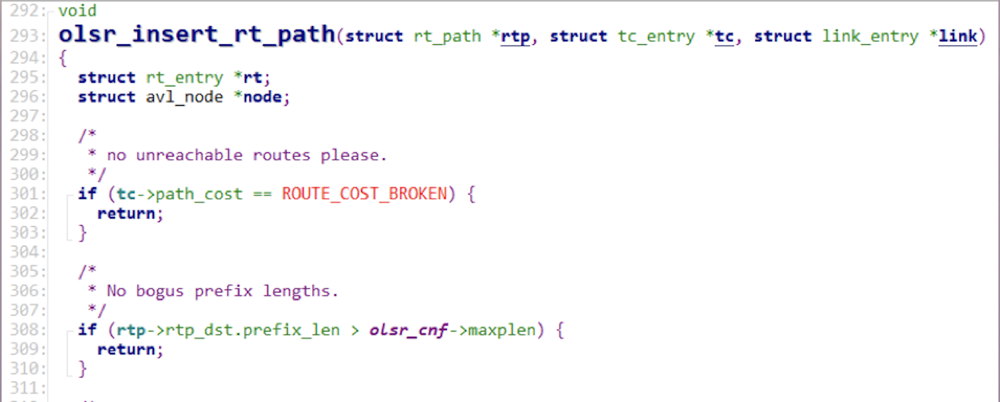 292: void
293: olsr_insert_rt_path(struct rt_path *rtp, struct tc_entry *tc, struct link_entry *link)
294: {
295:   struct rt_entry *rt;
296:   struct avl_node *node;
297:
298:   /*
299:    * no unreachable routes please.
300:    */
301:   if (tc->path_cost == ROUTE_COST_BROKEN) {
302:     return;
303:   }
304:
305:   /*
306:    * No bogus prefix lengths.
307:    */
308:   if (rtp->rtp_dst.prefix_len > olsr_cnf->maxplen) {
309:     return;
310:   }
311: